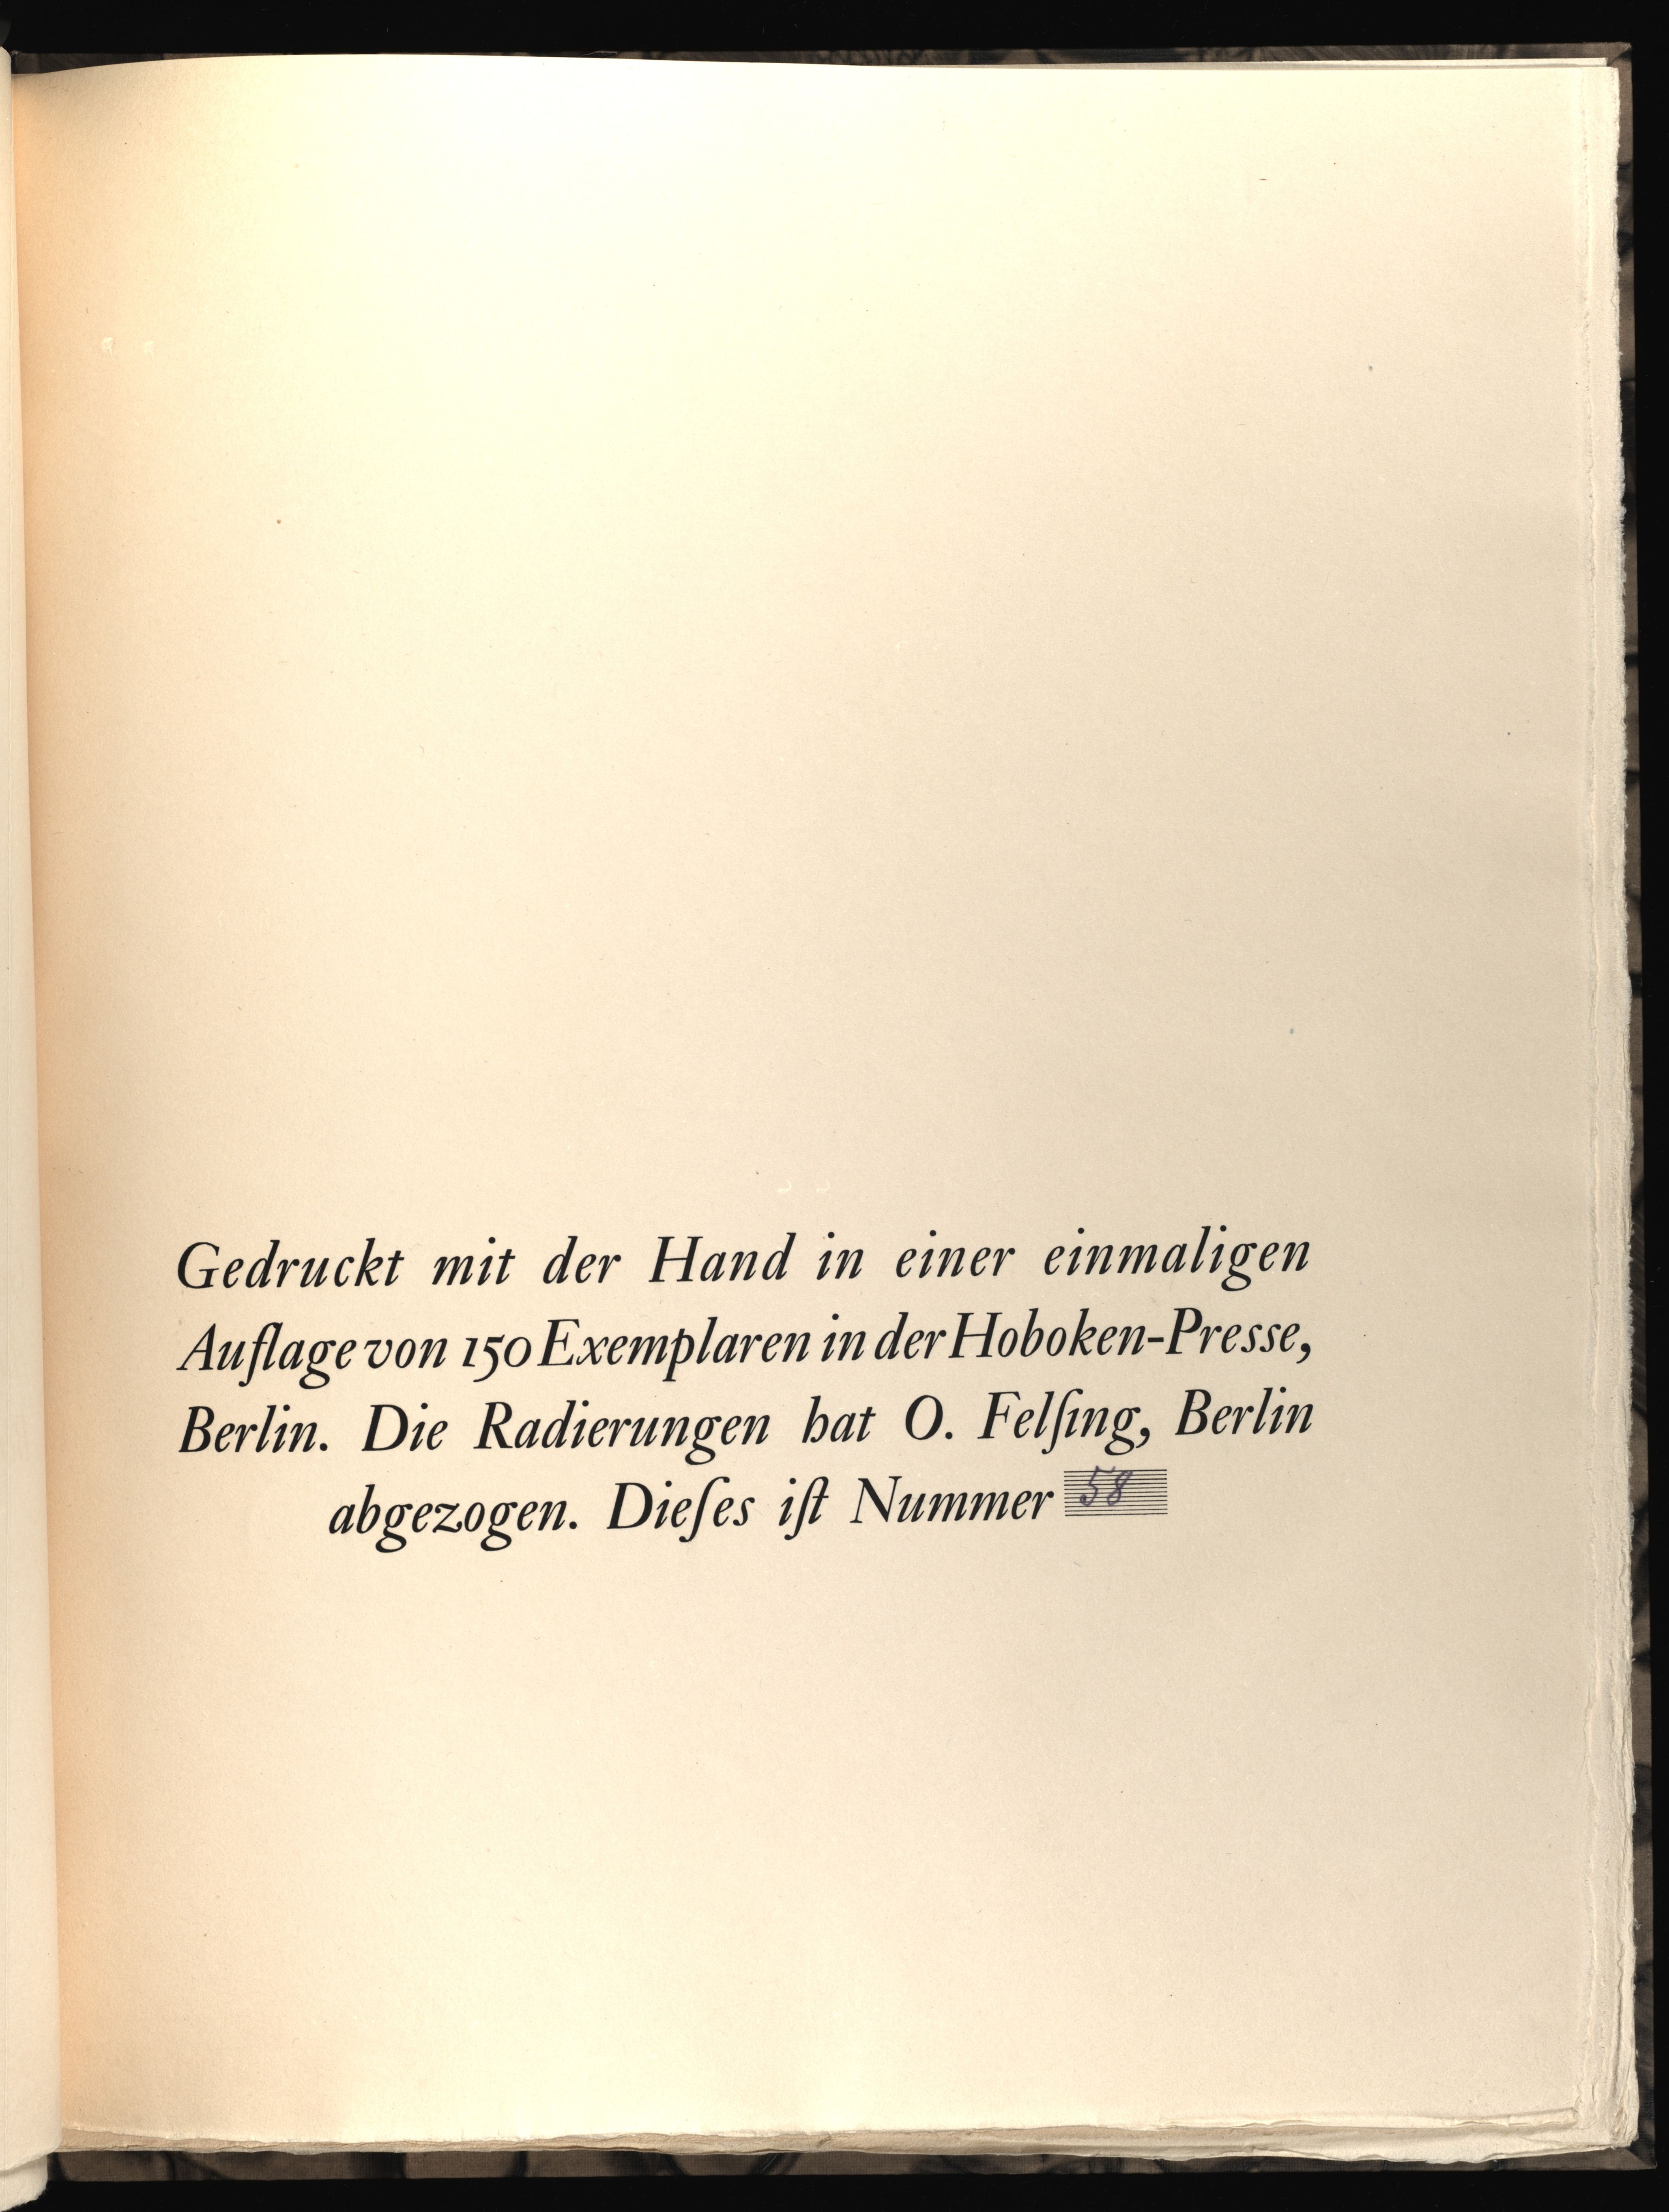 Gedruckt mit der Hand in einer einmaligen
Auflage von 150 Exemplaren in der Hoboken-Presse,
Berlin. Die Radierungen hat O. Felſing, Berlin
abgezogen. Dieſes iſt Nummer 58